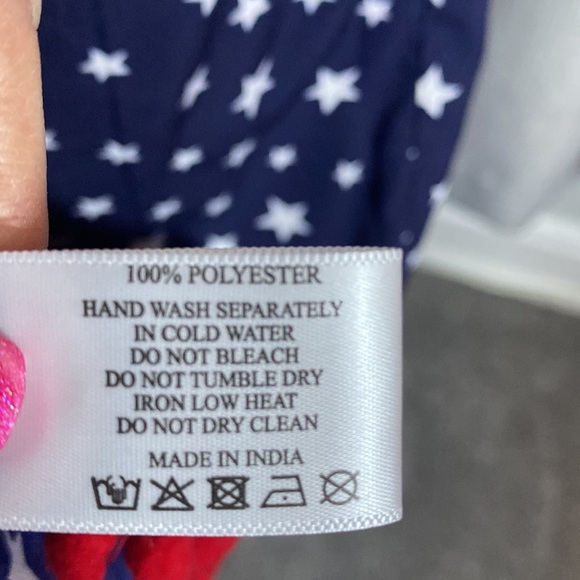 100% POLYESTER
HAND WASH SEPARATELY
IN COLD WATER
DO NOT BLEACH
DO NOT TUMBLE DRY
IRON LOW HEAT
DO NOT DRY CLEAN
MADE IN INDIA